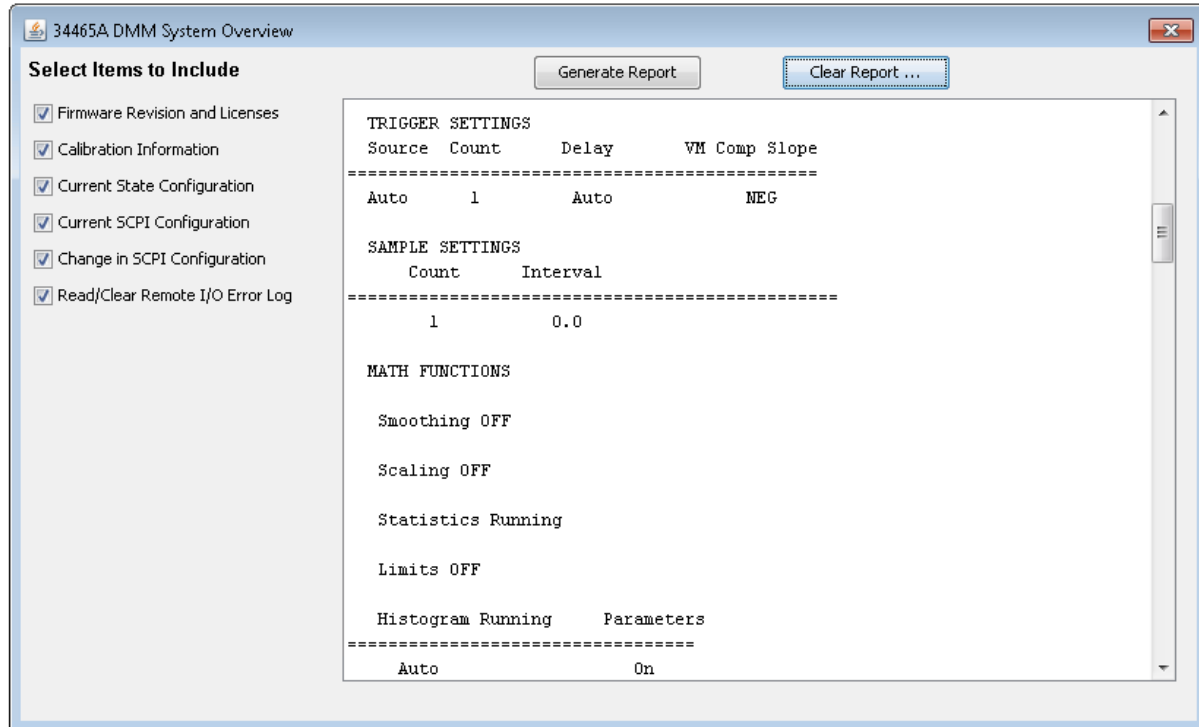 34465A DMM System Overview
Select Items to Include
Generate Report
Clear Report ...
Firmware Revision and Licenses
Calibration Information
Current State Configuration
Current SCPI Configuration
Change in SCPI Configuration
Read/Clear Remote I/O Error Log
TRIGGER SETTINGS
Source Count Delay VM Comp Slope
==============================================
Auto 1 Auto NEG
SAMPLE SETTINGS
Count Interval
================================================
1 0.0
MATH FUNCTIONS
Smoothing OFF
Scaling OFF
Statistics Running
Limits OFF
Histogram Running Parameters
==================================
Auto On